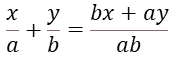 x/a + y/b = (bx + ay)/ab